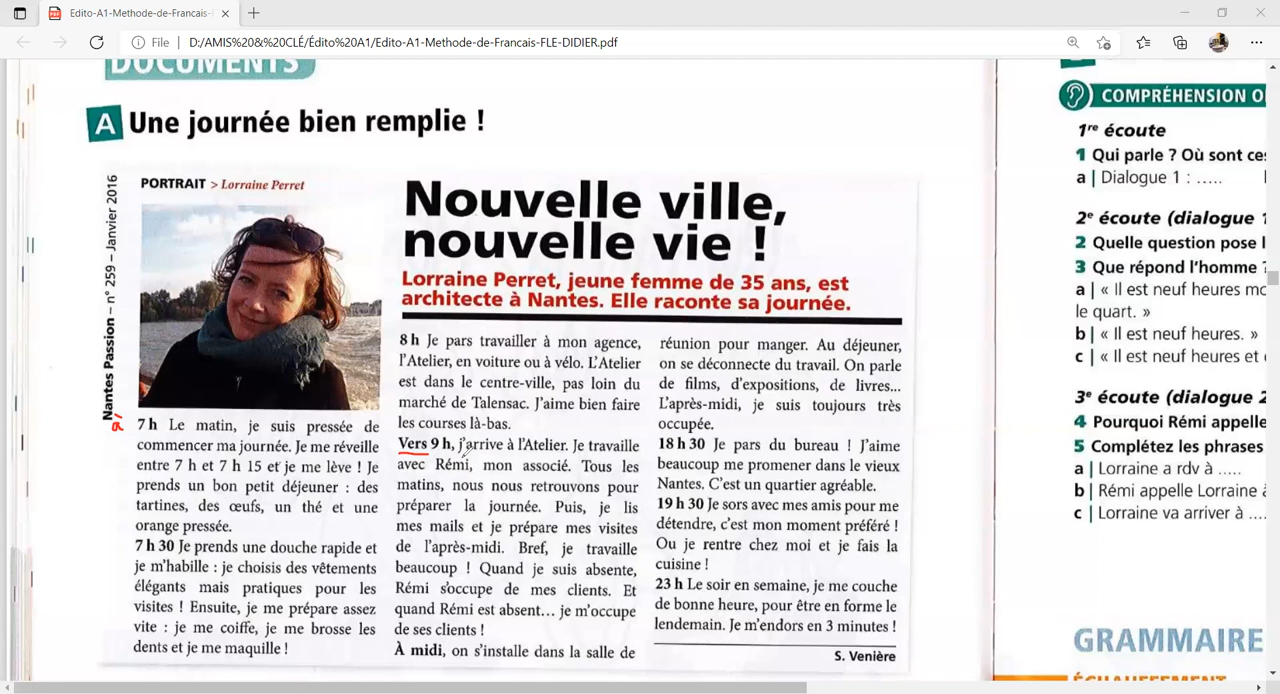 Edito-A1-Methode-de-Francais-
File
D:/AMIS%20&%20CLÉ/Édito%20A1/Edito-A1-Methode-de-Francais-FLE-DIDIER.pdf
DOCUMENTS
A Une journée bien remplie !
Nantes Passion – n° 259 – Janvier 2016
PORTRAIT > Lorraine Perret
Nouvelle ville,
nouvelle vie !
Lorraine Perret, jeune femme de 35 ans, est
architecte à Nantes. Elle raconte sa journée.
7 h Le matin, je suis pressée de
commencer ma journée. Je me réveille
entre 7 h et 7 h 15 et je me lève ! Je
prends un bon petit déjeuner : des
tartines, des œufs, un thé et une
orange pressée.
7 h 30 Je prends une douche rapide et
je m'habille : je choisis des vêtements
élégants mais pratiques pour les
visites ! Ensuite, je me prépare assez
vite : je me coiffe, je me brosse les
dents et je me maquille !
8 h Je pars travailler à mon agence,
l'Atelier, en voiture ou à vélo. L'Atelier
est dans le centre-ville, pas loin du
marché de Talensac. J'aime bien faire
les courses là-bas.
Vers 9 h, j'arrive à l'Atelier. Je travaille
avec Rémi, mon associé. Tous les
matins, nous nous retrouvons pour
préparer la journée. Puis, je lis
mes mails et je prépare mes visites
de l'après-midi. Bref, je travaille
beaucoup ! Quand je suis absente,
Rémi s'occupe de mes clients. Et
quand Rémi est absent... je m'occupe
de ses clients !
À midi, on s'installe dans la salle de
réunion pour manger. Au déjeuner,
on se déconnecte du travail. On parle
de films, d'expositions, de livres...
L'après-midi, je suis toujours très
occupée.
18 h 30 Je pars du bureau ! J'aime
beaucoup me promener dans le vieux
Nantes. C'est un quartier agréable.
19 h 30 Je sors avec mes amis pour me
détendre, c'est mon moment préféré !
Ou je rentre chez moi et je fais la
cuisine !
23 h Le soir en semaine, je me couche
de bonne heure, pour être en forme le
lendemain. Je m'endors en 3 minutes !
S. Venière
COMPRÉHENSION O
1re écoute
1 Qui parle ? Où sont ces
a | Dialogue 1 : .....
2e écoute (dialogue 1
2 Quelle question pose l
3 Que répond l'homme ?
a | « Il est neuf heures mo
le quart. »
b | « Il est neuf heures. »
c | « Il est neuf heures et
3e écoute (dialogue 2
4 Pourquoi Rémi appelle
5 Complétez les phrases
a | Lorraine a rdv à .....
b | Rémi appelle Lorraine à
c | Lorraine va arriver à ....
GRAMMAIRE
ÉCHAUFFEMENT